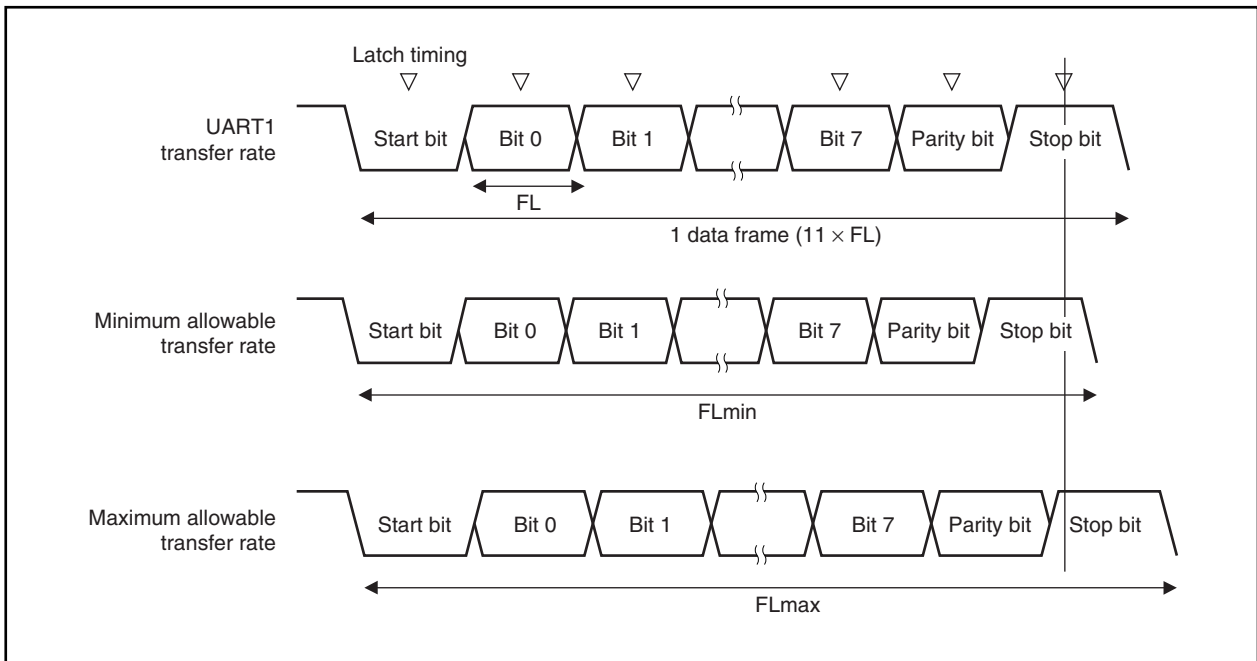 Latch timing
UART1
transfer rate
Start bit
Bit 0
Bit 1
Bit 7
Parity bit
Stop bit
FL
1 data frame (11 × FL)
Minimum allowable
transfer rate
Start bit
Bit 0
Bit 1
Bit 7
Parity bit
Stop bit
FLmin
Maximum allowable
transfer rate
Start bit
Bit 0
Bit 1
Bit 7
Parity bit
Stop bit
FLmax